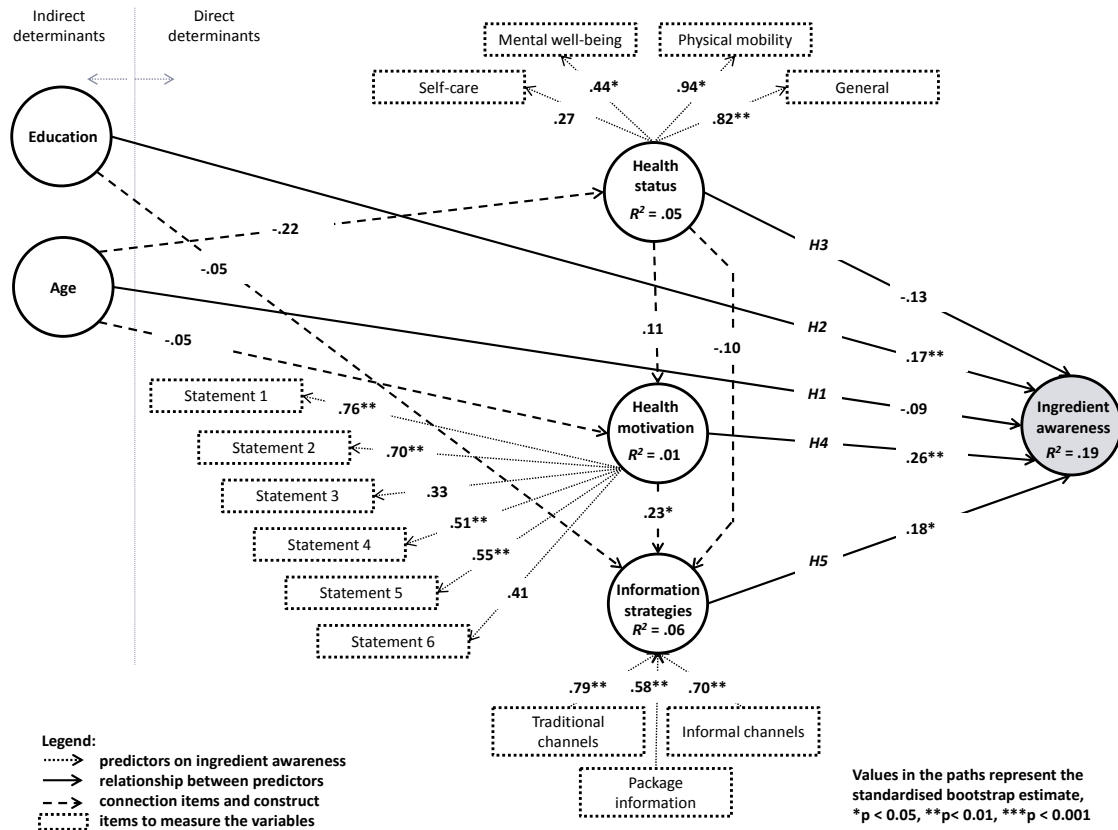 Indirect
determinants
Direct
determinants
Mental well-being
Physical mobility
Self-care
General
.44*
.94*
.27
.82**
Education
Health
status
R² = .05
-.22
-.05
H3
Age
-.13
H2
-.05
.11
-.10
.17**
H1
-.09
Statement 1
.76**
Health
motivation
R² = .01
H4
.26**
Ingredient
awareness
R² = .19
Statement 2
.70**
Statement 3
.33
Statement 4
.51**
.23*
.18*
Statement 5
.55**
H5
.41
Information
strategies
R² = .06
Statement 6
.79**
.58**
.70**
Traditional
channels
Informal channels
Package
information
Legend:
predictors on ingredient awareness
relationship between predictors
connection items and construct
items to measure the variables
Values in the paths represent the
standardised bootstrap estimate,
*p < 0.05, **p< 0.01, ***p < 0.001